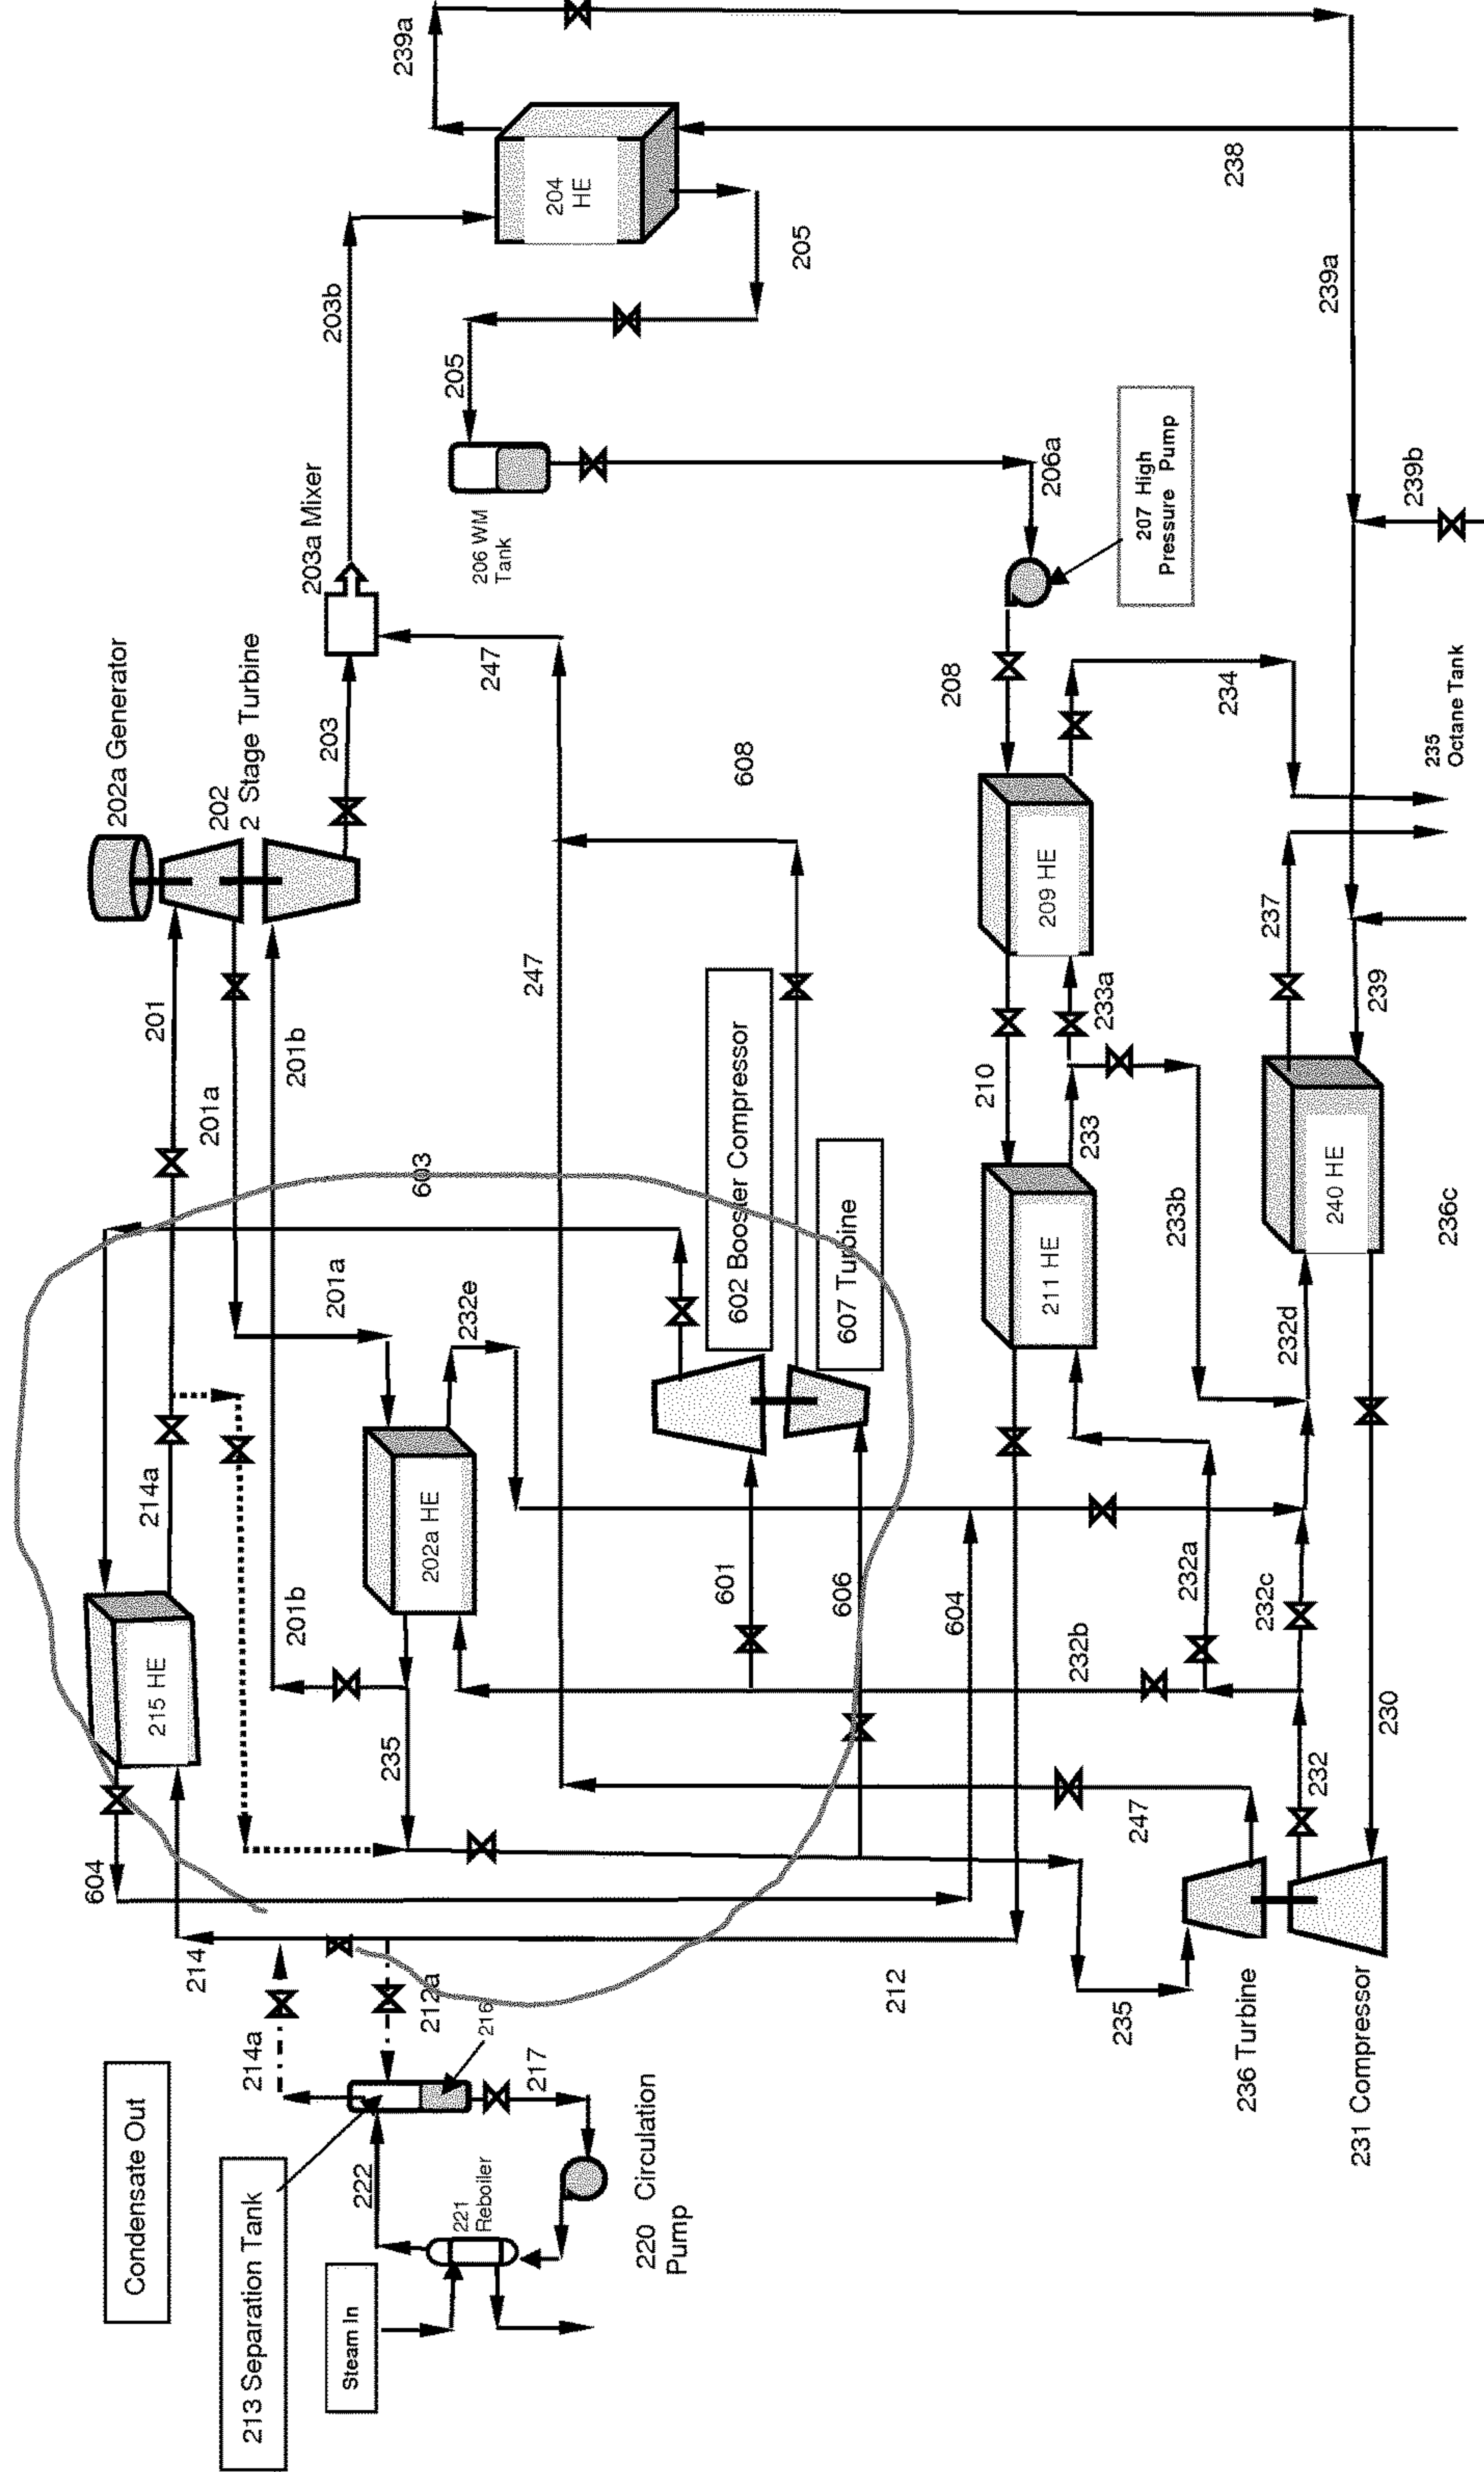 Condensate Out
604
215 HE
214a
201
202a Generator
213 Separation Tank
214
214a
201b
201a
202
2 Stage Turbine
203
203a Mixer
203b
239a
Steam In
222
212a
216
235
202a HE
201a
201b
603
232e
221
Reboiler
217
206 WM
Tank
205
204
HE
247
247
220 Circulation
Pump
601
602 Booster Compressor
608
606
607 Turbine
205
212
604
210
208
206a
232b
211 HE
233
233a
209 HE
207 High
Pressure Pump
235
247
232a
233b
234
238
236 Turbine
232
232c
232d
237
239a
231 Compressor
230
240 HE
239
239b
236c
235
Octane Tank